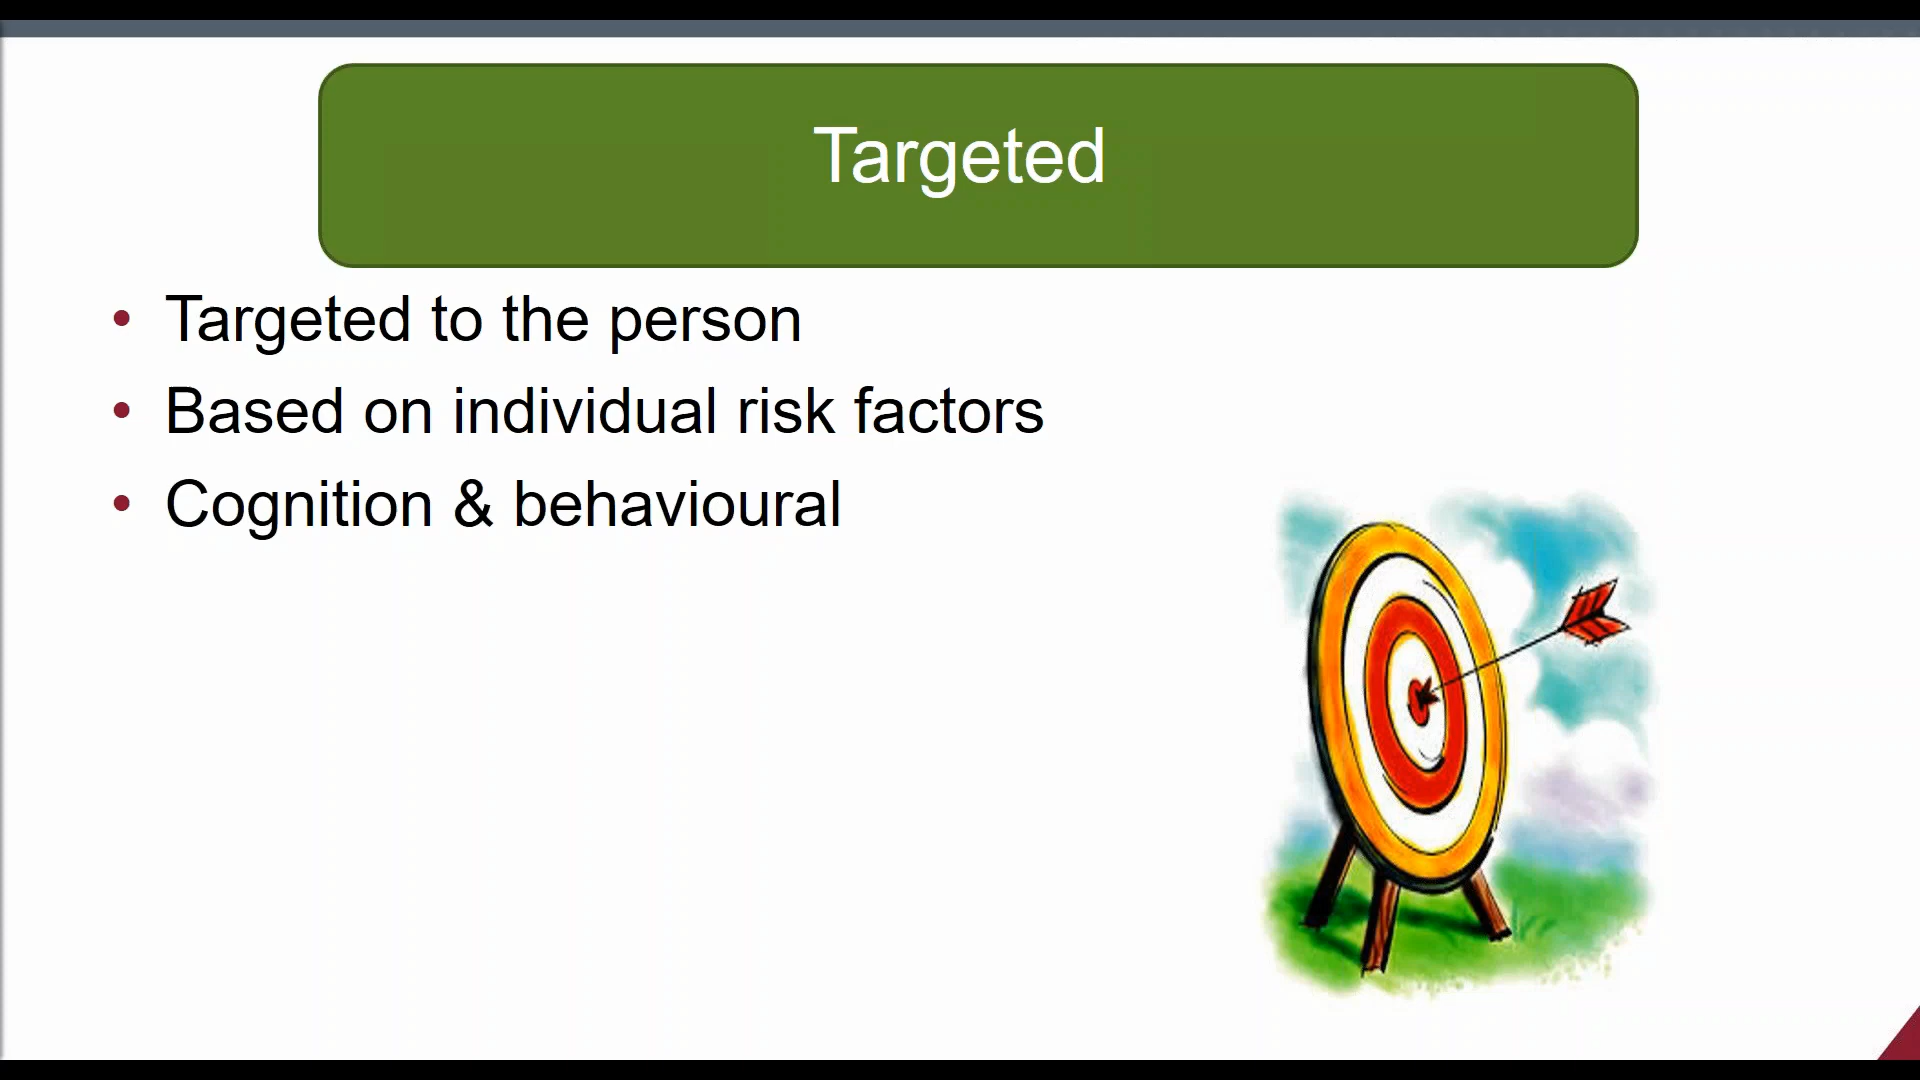 Targeted
• Targeted to the person
• Based on individual risk factors
• Cognition & behavioural